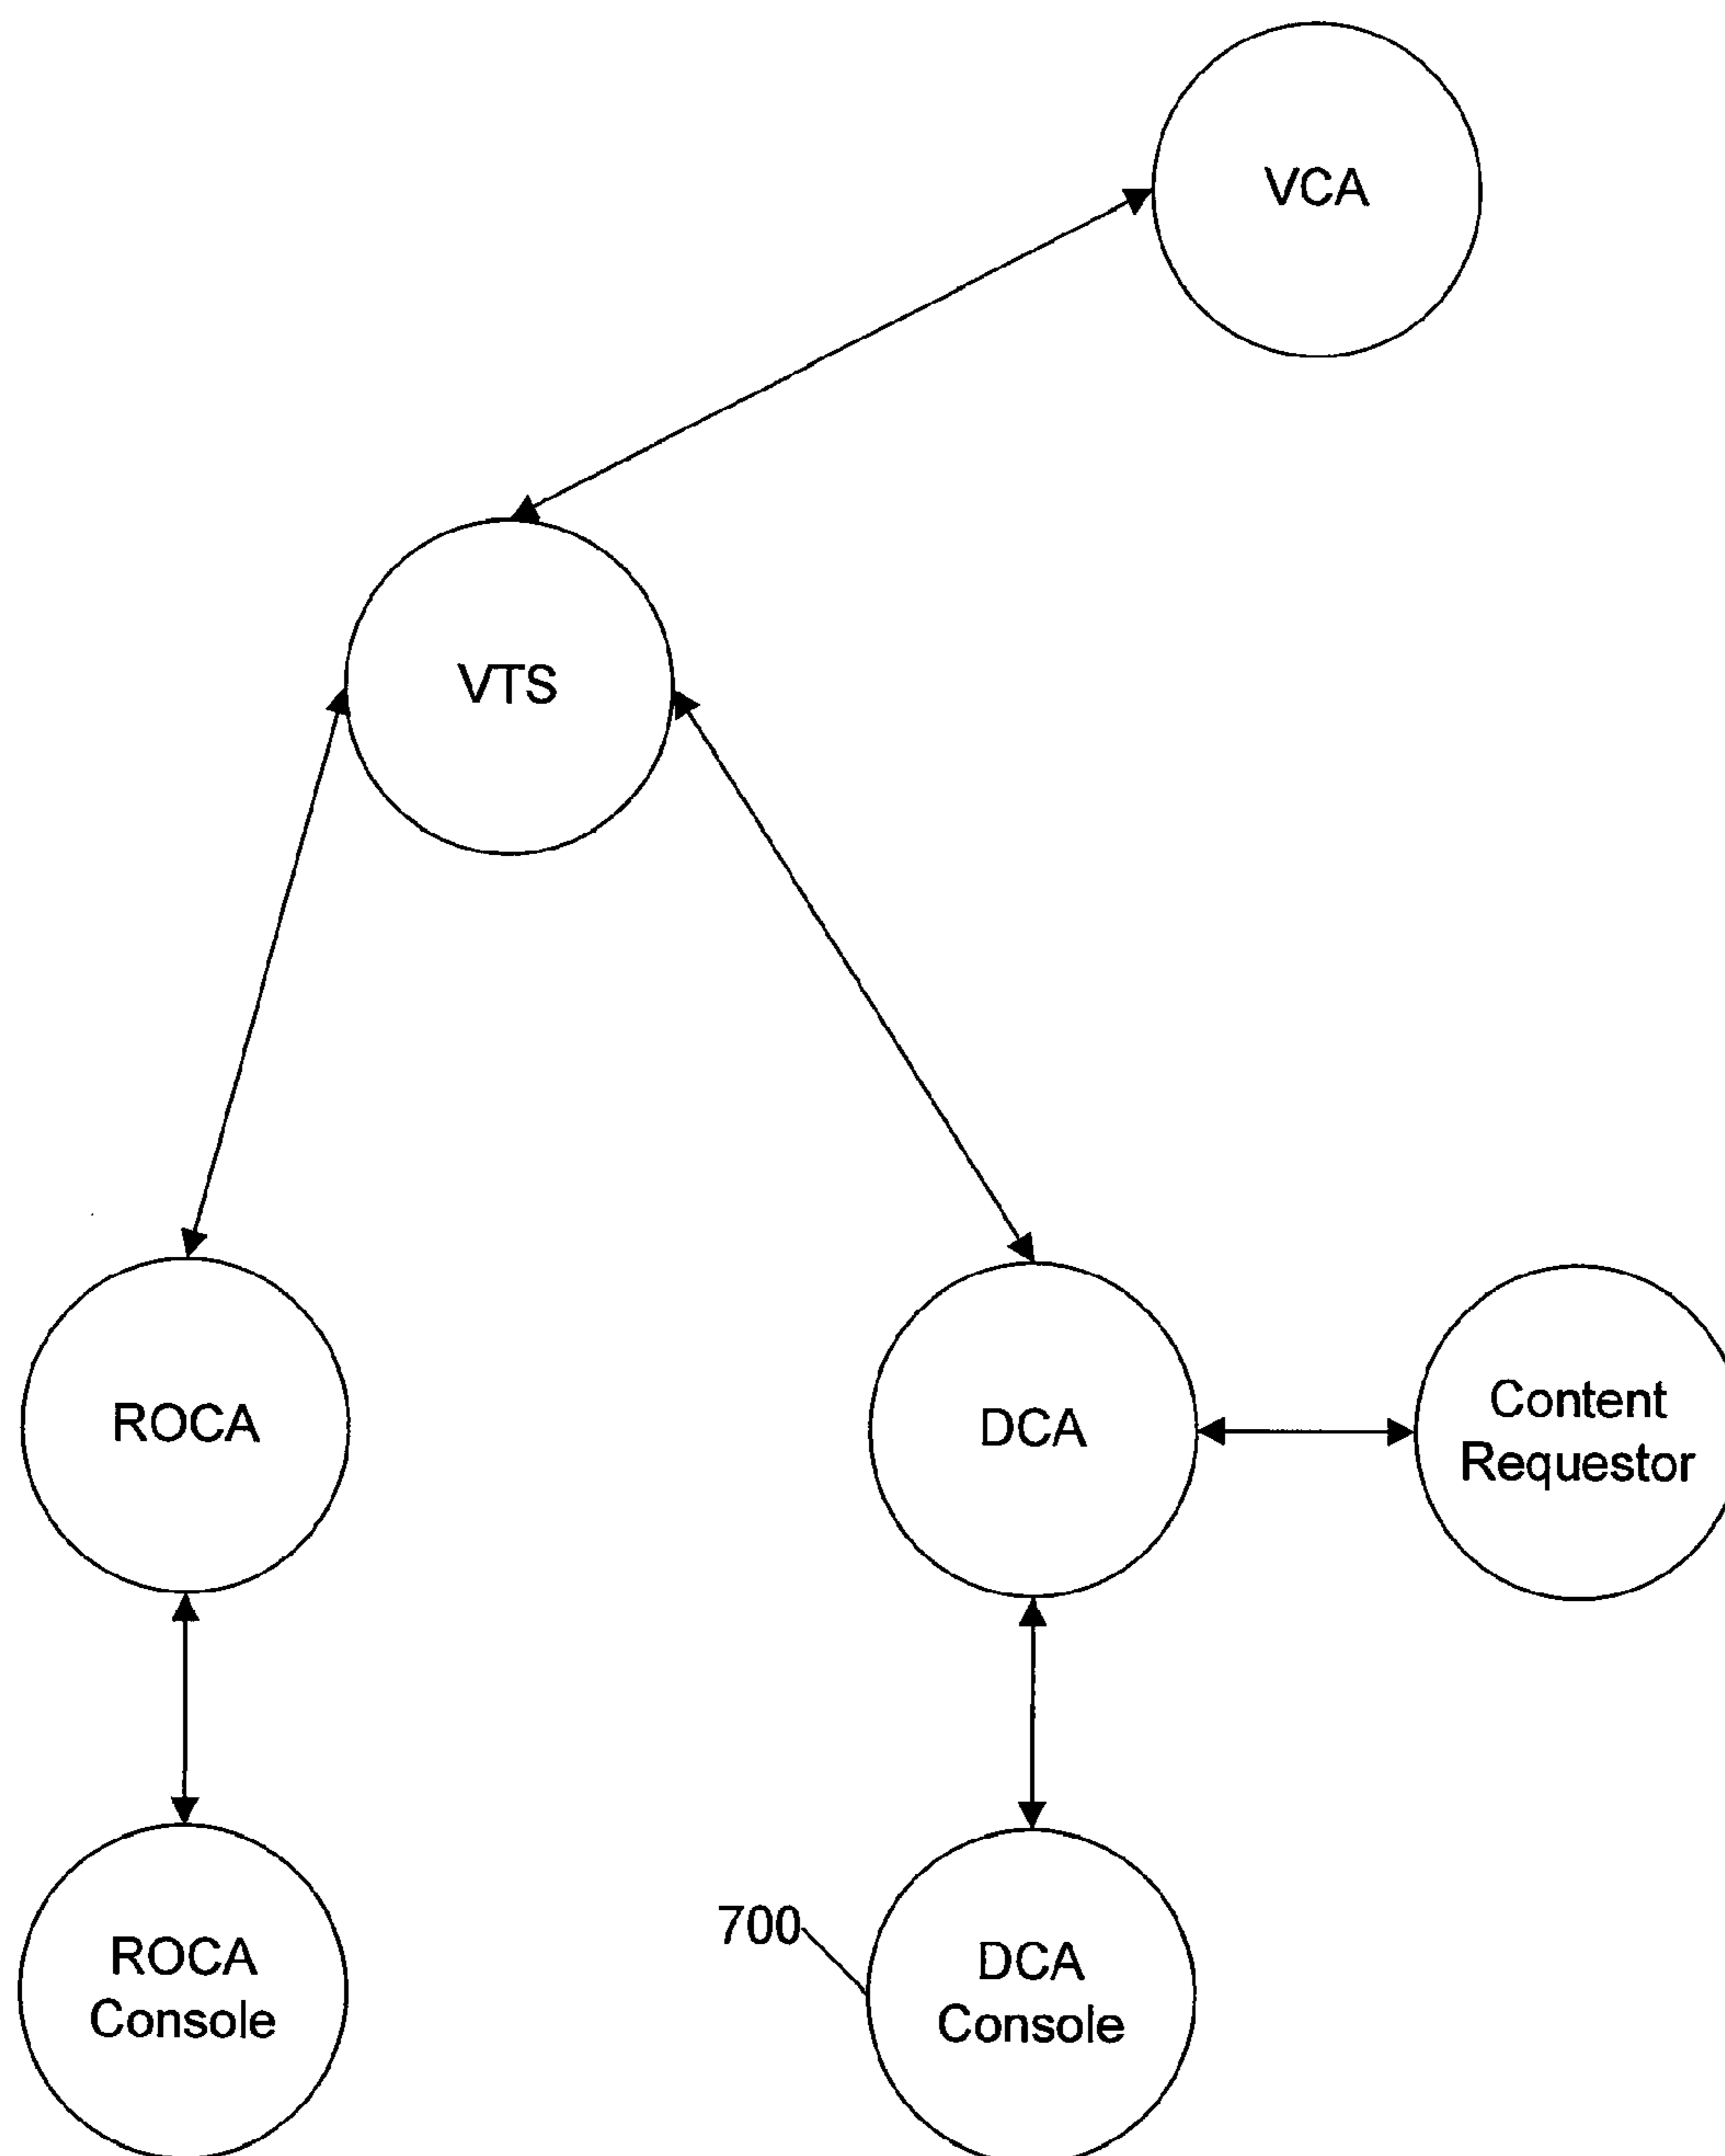 VCA
VTS
ROCA
DCA
Content
Requestor
ROCA
Console
700
DCA
Console